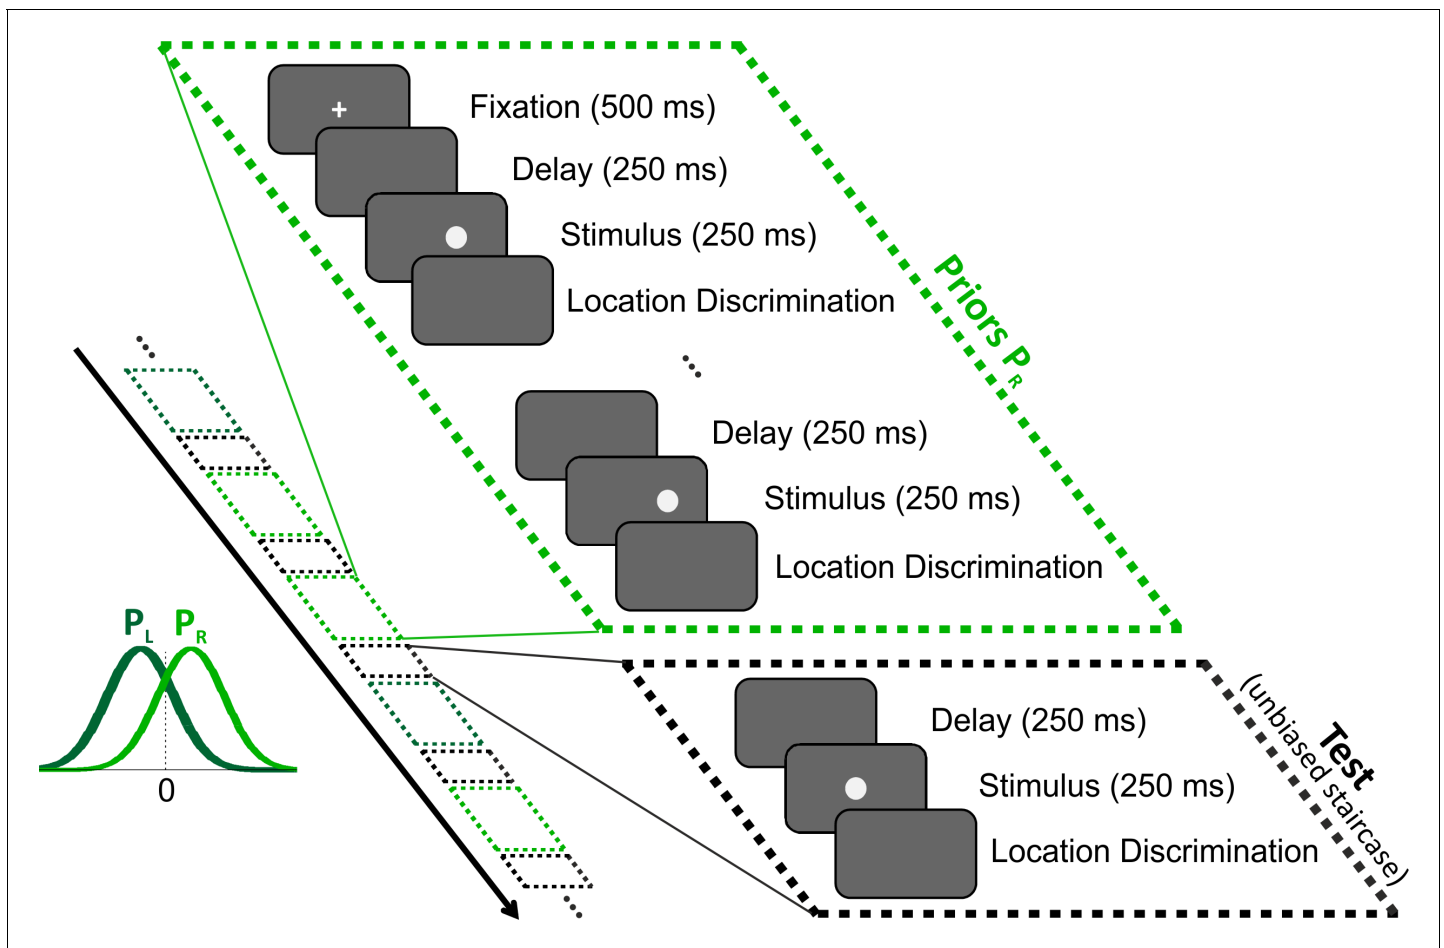 Fixation (500 ms)
Delay (250 ms)
Stimulus (250 ms)
Location Discrimination
Priors PR
Delay (250 ms)
Stimulus (250 ms)
Location Discrimination
PL PR
0
Delay (250 ms)
Stimulus (250 ms)
Location Discrimination
Test
(unbiased staircase)